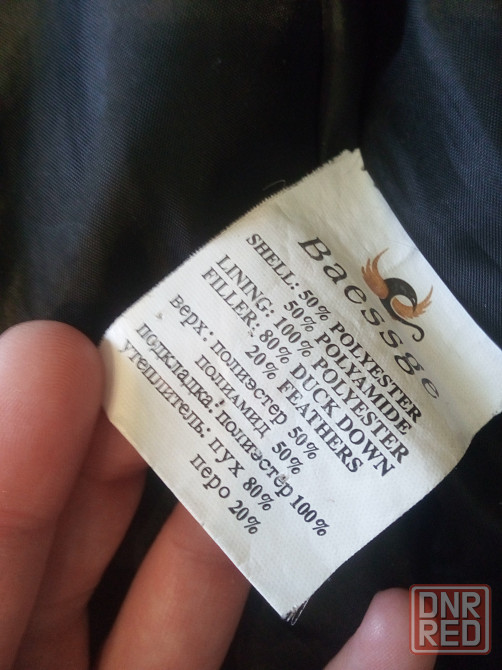 Baessge
SHELL: 50% POLYESTER
50% POLYAMIDE
LINING: 100% POLYESTER
FILLER: 80% DUCK DOWN
20% FEATHERS
верх: полиэстер 50%
полиамид 50%
подкладка: полиэстер 100%
утеплитель: пух 80%
перо 20%
DNR
RED